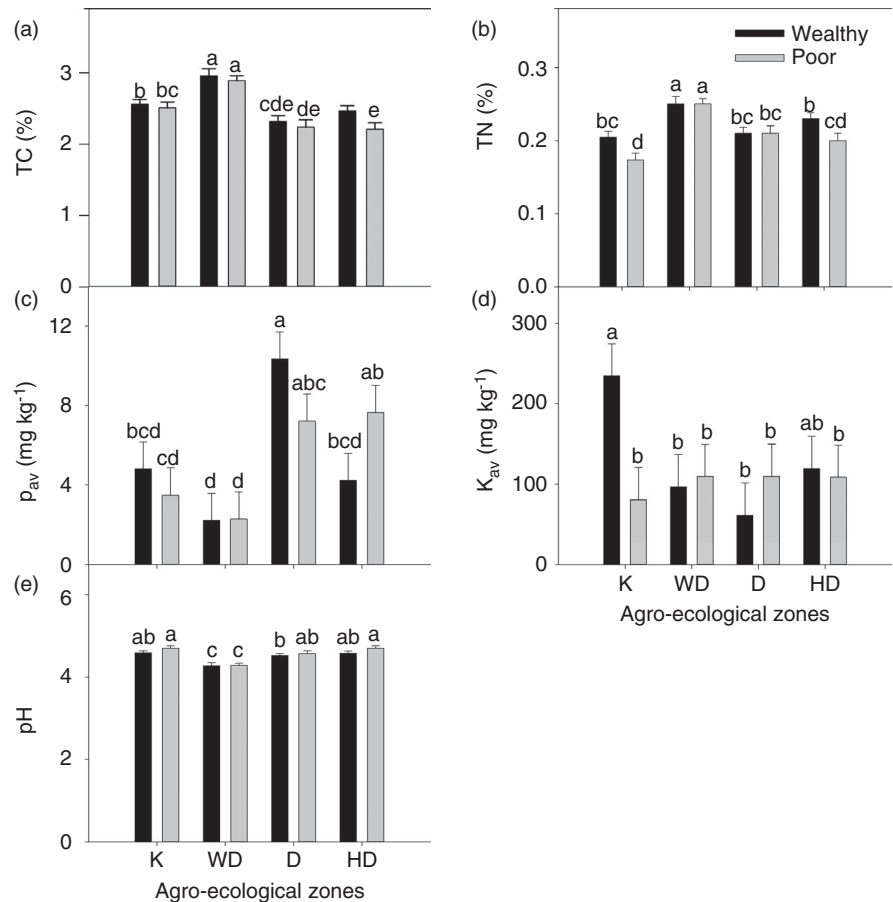 (a)
TC (%)
3
2
1
0
b bc a a cde de e
(b)
Wealthy
Poor
TN (%)
0.3
0.2
0.1
0.0
bc d a a bc bc b cd
(c)
p_av (mg kg⁻¹)
12
8
4
0
bcd cd d d a abc bcd ab
(d)
K_av (mg kg⁻¹)
300
200
100
0
a b b b b b ab b
K WD D HD
Agro-ecological zones
(e)
pH
6
4
2
0
ab a c c b ab ab a
K WD D HD
Agro-ecological zones